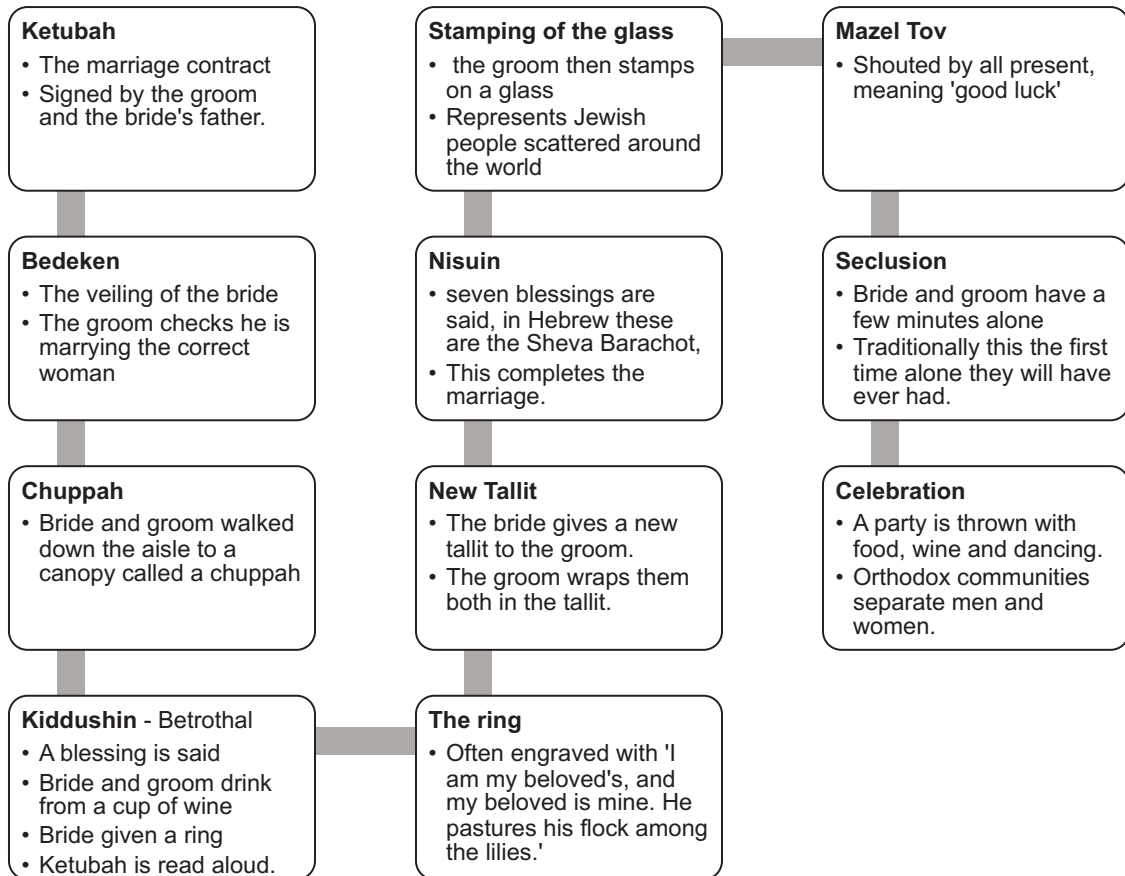 Ketubah
• The marriage contract
• Signed by the groom
and the bride's father.
Bedeken
• The veiling of the bride
• The groom checks he is
marrying the correct
woman
Chuppah
• Bride and groom walked
down the aisle to a
canopy called a chuppah
Kiddushin - Betrothal
• A blessing is said
• Bride and groom drink
from a cup of wine
• Bride given a ring
• Ketubah is read aloud.
The ring
• Often engraved with 'I
am my beloved's, and
my beloved is mine. He
pastures his flock among
the lilies.'
New Tallit
• The bride gives a new
tallit to the groom.
• The groom wraps them
both in the tallit.
Nisuin
• seven blessings are
said, in Hebrew these
are the Sheva Barachot,
• This completes the
marriage.
Stamping of the glass
• the groom then stamps
on a glass
• Represents Jewish
people scattered around
the world
Mazel Tov
• Shouted by all present,
meaning 'good luck'
Seclusion
• Bride and groom have a
few minutes alone
• Traditionally this the first
time alone they will have
ever had.
Celebration
• A party is thrown with
food, wine and dancing.
• Orthodox communities
separate men and
women.